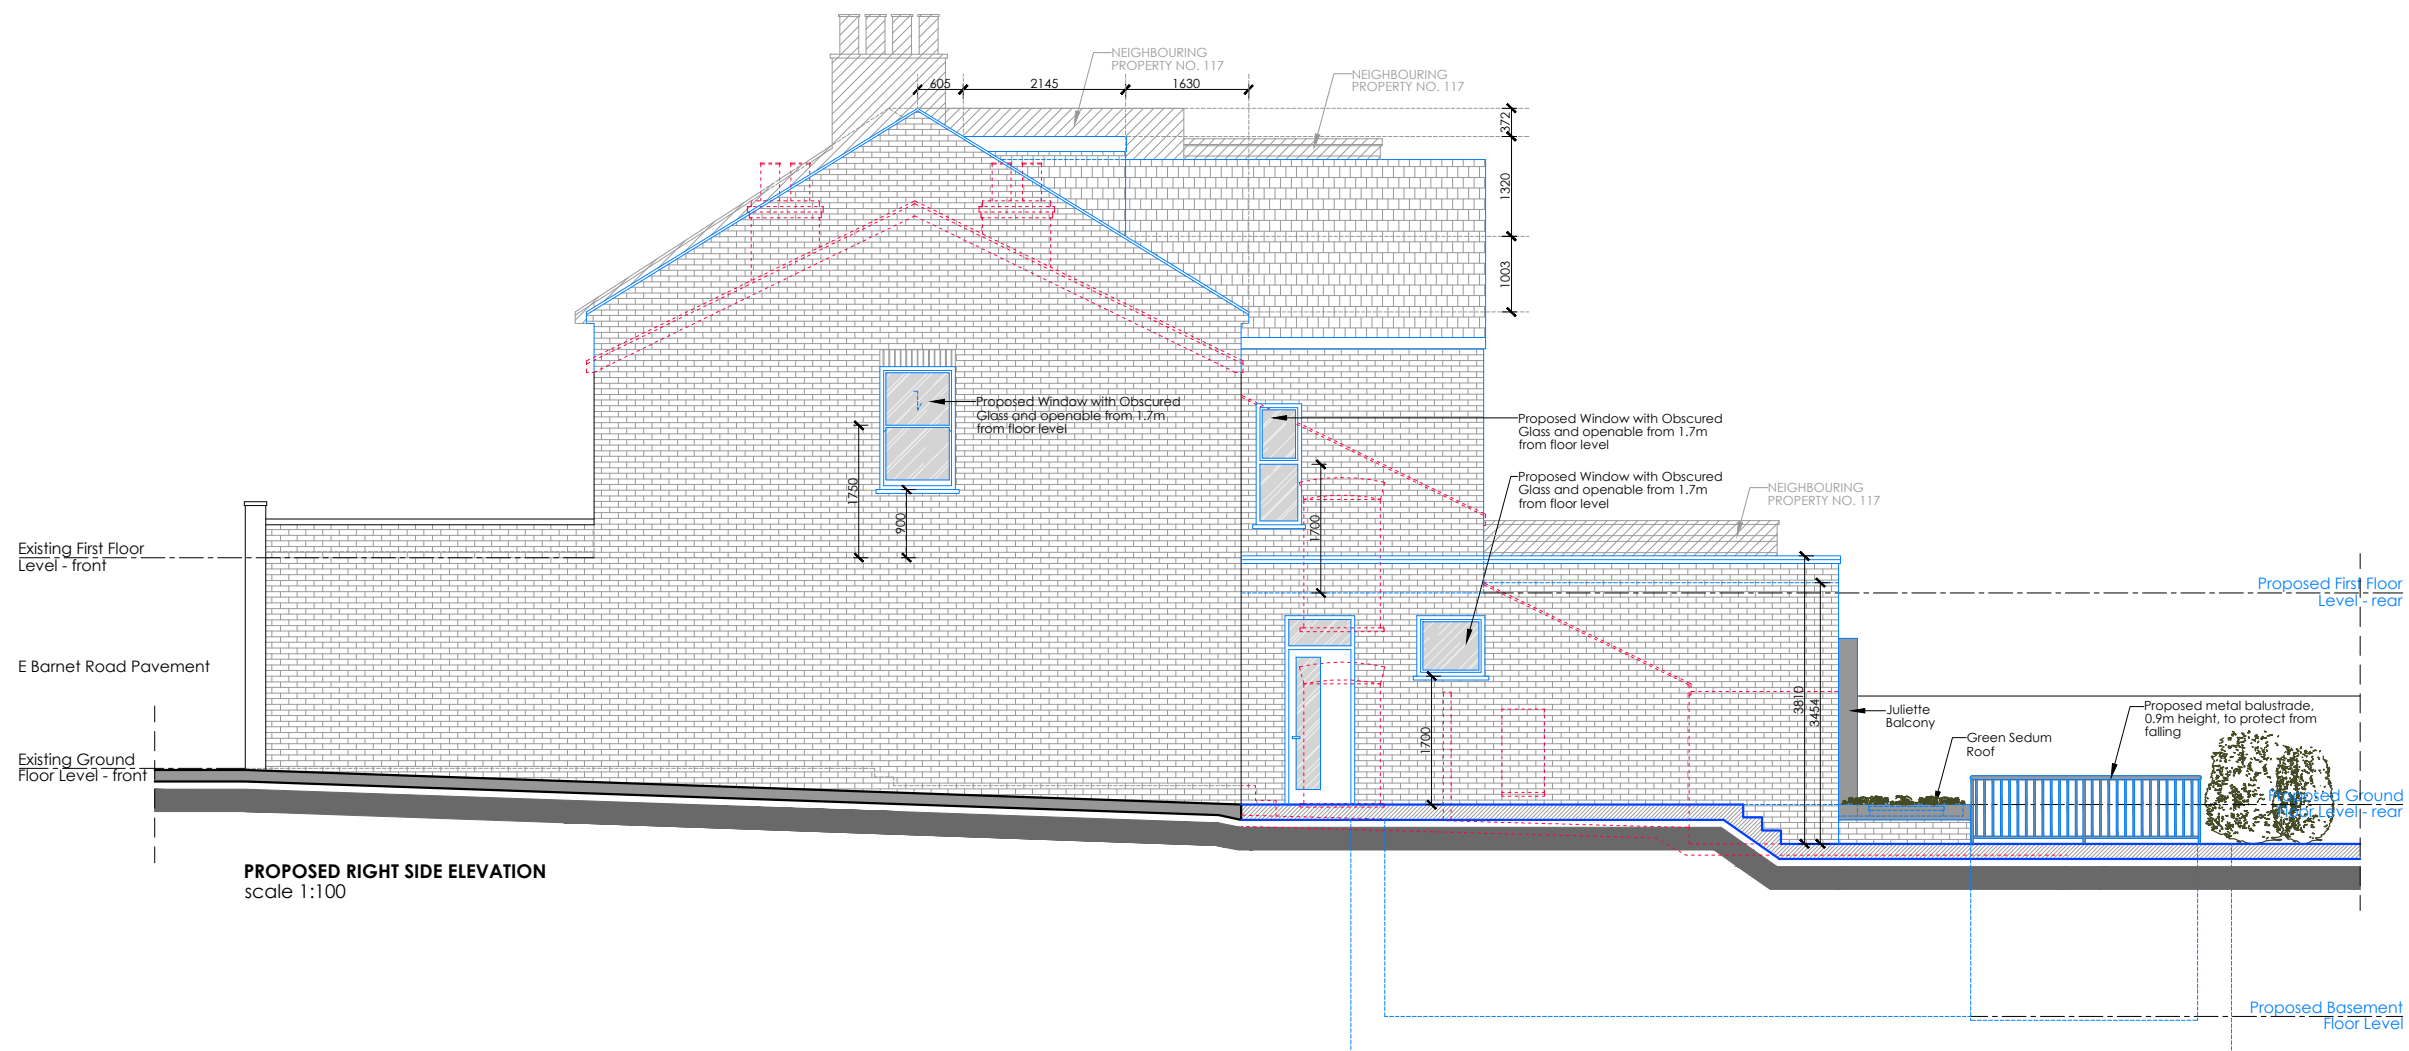 NEIGHBOURING
PROPERTY NO. 117
NEIGHBOURING
PROPERTY NO. 117
605
2145
1630
372
1320
1003
Proposed Window with Obscured
Glass and openable from 1.7m
from floor level
Proposed Window with Obscured
Glass and openable from 1.7m
from floor level
Proposed Window with Obscured
Glass and openable from 1.7m
from floor level
1750
900
1700
NEIGHBOURING
PROPERTY NO. 117
Existing First Floor
Level - front
Proposed First Floor
Level - rear
E Barnet Road Pavement
3810
3454
1700
Juliette
Balcony
Proposed metal balustrade,
0.9m height, to protect from
falling
Green Sedum
Roof
Existing Ground
Floor Level - front
Proposed Ground
Floor Level - rear
PROPOSED RIGHT SIDE ELEVATION
scale 1:100
Proposed Basement
Floor Level